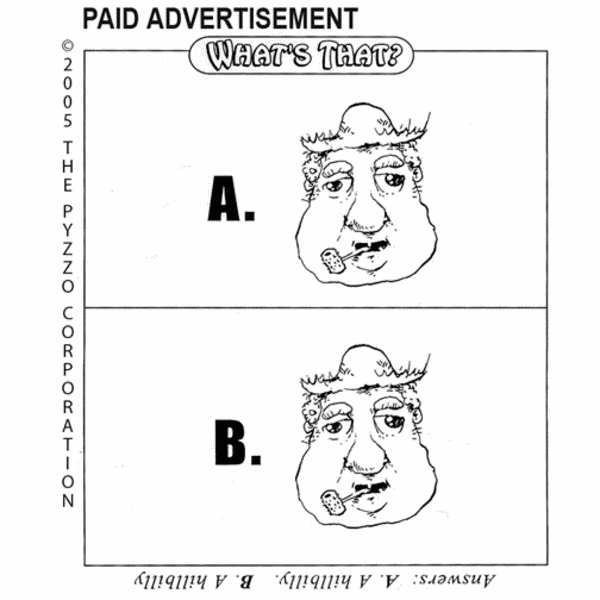 PAID ADVERTISEMENT
WHAT'S THAT?
© 2005 THE PYZZO CORPORATION
A.
B.
Answers: A. A hillbilly. B. A hillbilly